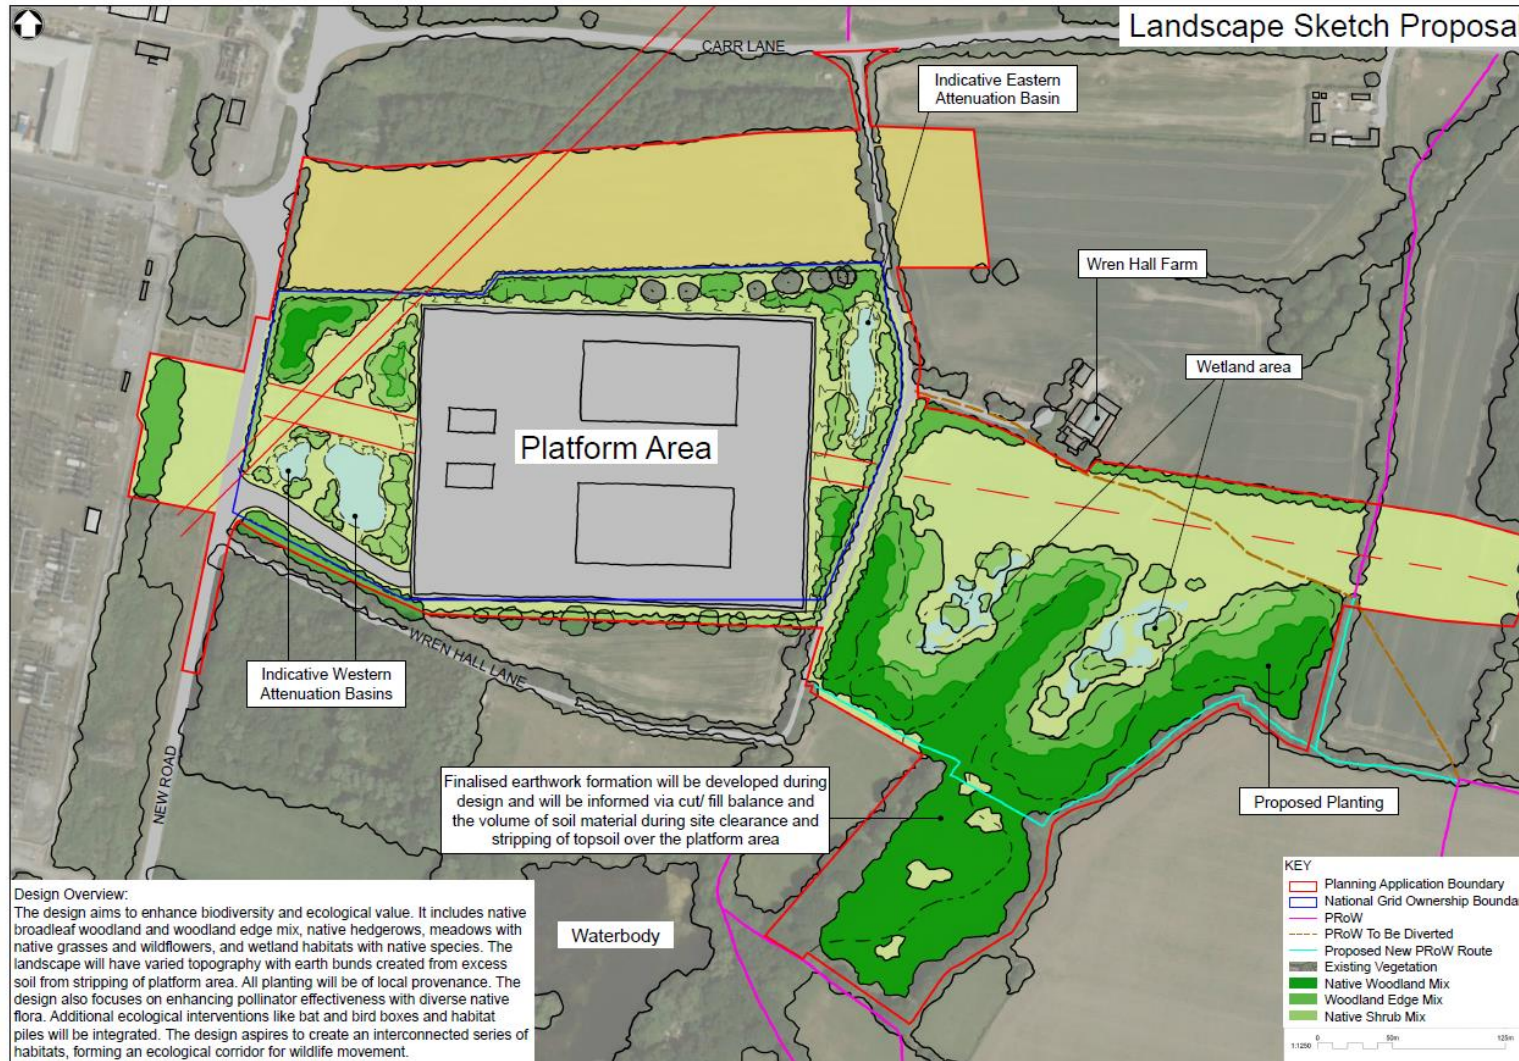 Landscape Sketch Proposal
CARR LANE
Indicative Eastern
Attenuation Basin
Wren Hall Farm
Wetland area
Platform Area
Indicative Western
Attenuation Basins
WREN HALL LANE
NEW ROAD
Finalised earthwork formation will be developed during
design and will be informed via cut/ fill balance and
the volume of soil material during site clearance and
stripping of topsoil over the platform area
Proposed Planting
Waterbody
Design Overview:
The design aims to enhance biodiversity and ecological value. It includes native
broadleaf woodland and woodland edge mix, native hedgerows, meadows with
native grasses and wildflowers, and wetland habitats with native species. The
landscape will have varied topography with earth bunds created from excess
soil from stripping of platform area. All planting will be of local provenance. The
design also focuses on enhancing pollinator effectiveness with diverse native
flora. Additional ecological interventions like bat and bird boxes and habitat
piles will be integrated. The design aspires to create an interconnected series of
habitats, forming an ecological corridor for wildlife movement.
KEY
Planning Application Boundary
National Grid Ownership Boundar
PRoW
PRoW To Be Diverted
Proposed New PRoW Route
Existing Vegetation
Native Woodland Mix
Woodland Edge Mix
Native Shrub Mix
1:1250 0 50m 125m